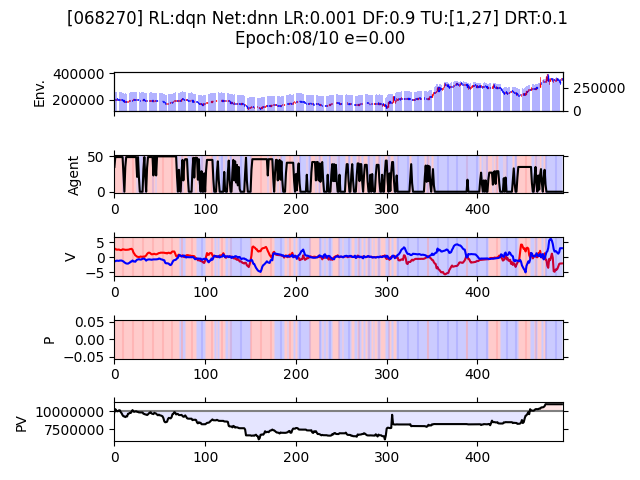 [068270] RL:dqn Net:dnn LR:0.001 DF:0.9 TU:[1,27] DRT:0.1
Epoch:08/10 e=0.00
Env.
400000
200000
250000
0
Agent
50
0
0 100 200 300 400
V
5
0
−5
0 100 200 300 400
P
0.05
0.00
−0.05
0 100 200 300 400
PV
10000000
7500000
0 100 200 300 400